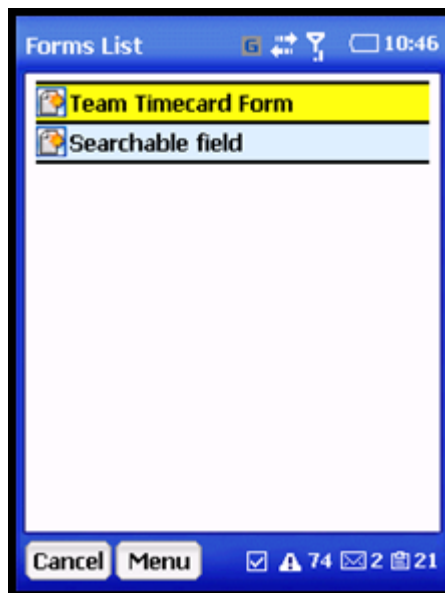 Forms List G 10:46
Team Timecard Form
Searchable field
Cancel Menu 74 2 21